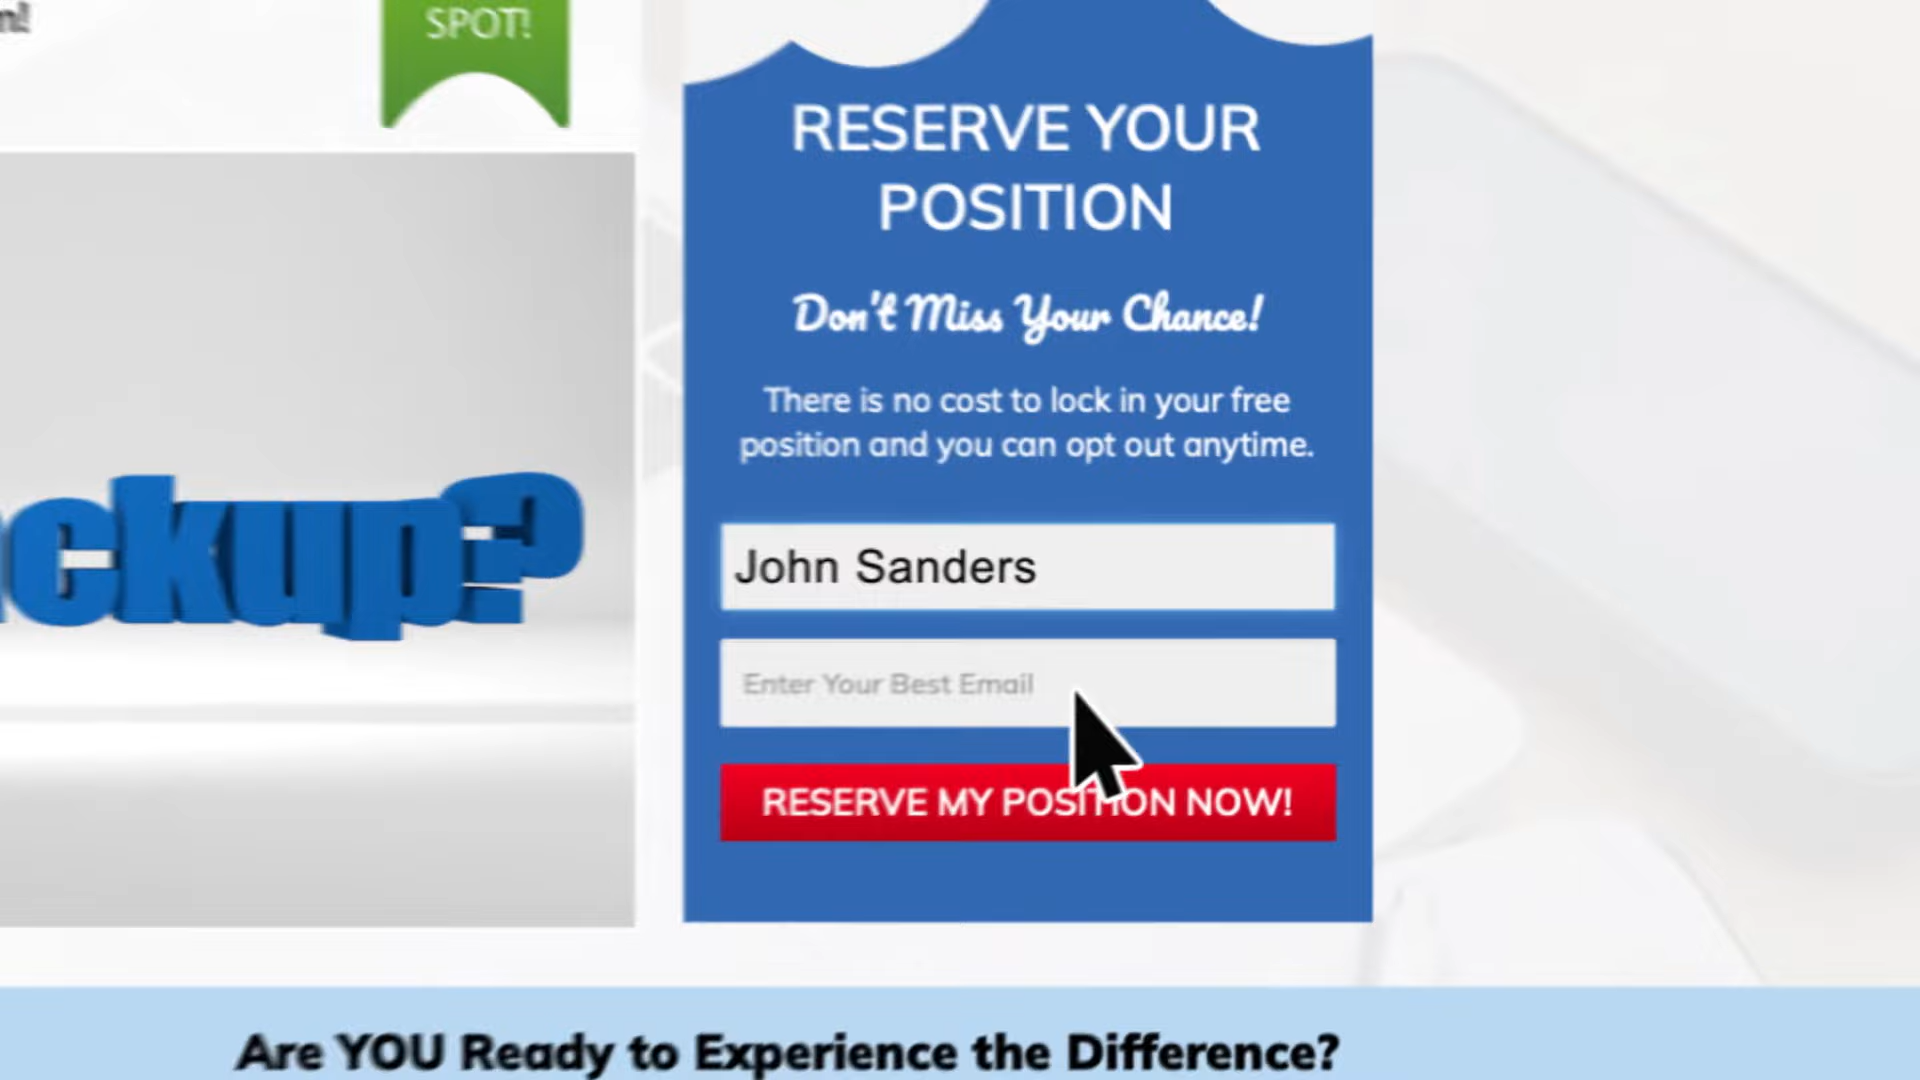 SPOT!
RESERVE YOUR
POSITION
Don't Miss Your Chance!
There is no cost to lock in your free
position and you can opt out anytime.
John Sanders
Enter Your Best Email
RESERVE MY POSITION NOW!
ckup?
Are YOU Ready to Experience the Difference?